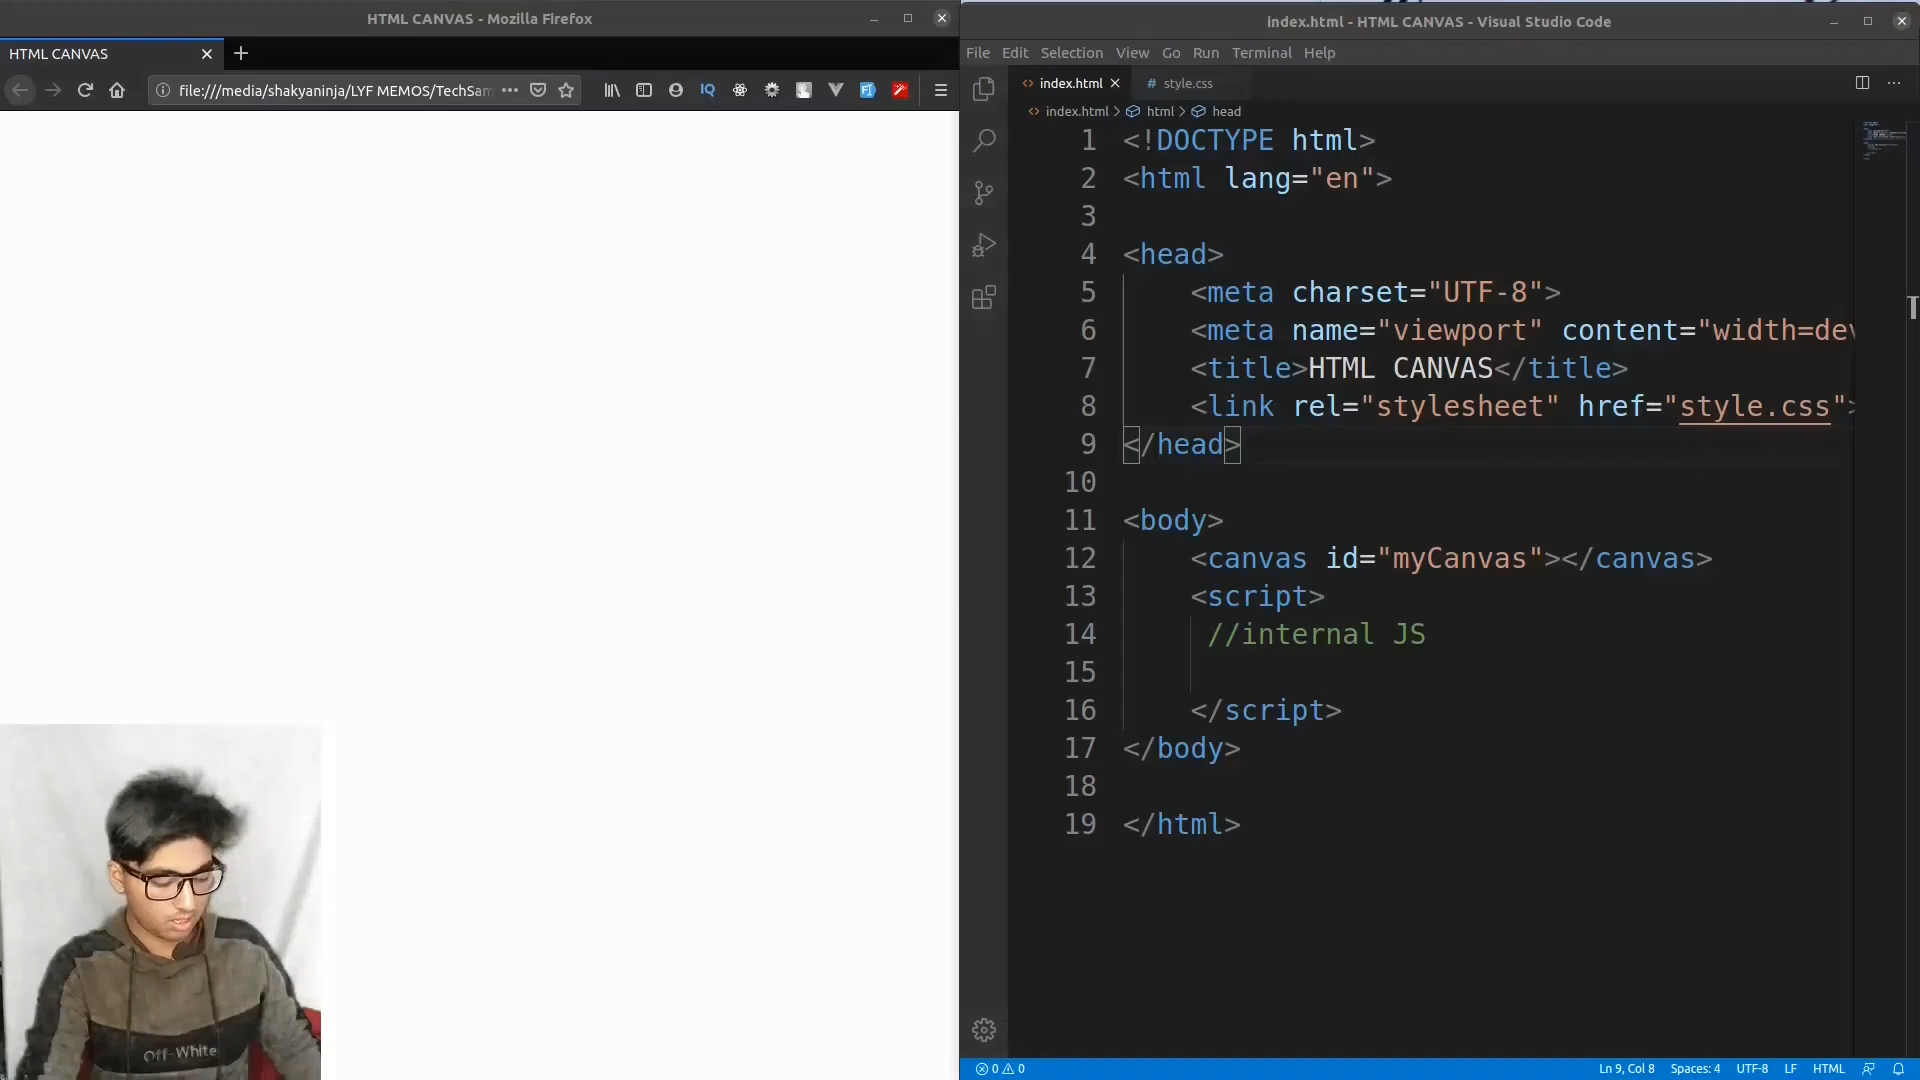 HTML CANVAS - Mozilla Firefox
HTML CANVAS
file:///media/shakyaninja/LYF MEMOS/TechSam
IQ
index.html - HTML CANVAS - Visual Studio Code
File Edit Selection View Go Run Terminal Help
index.html
# style.css
index.html > html > head
1 <!DOCTYPE html>
2 <html lang="en">
3
4 <head>
5 <meta charset="UTF-8">
6 <meta name="viewport" content="width=dev
7 <title>HTML CANVAS</title>
8 <link rel="stylesheet" href="style.css">
9 </head>
10
11 <body>
12 <canvas id="myCanvas"></canvas>
13 <script>
14 //internal JS
15
16 </script>
17 </body>
18
19 </html>
Off-White
0 0
Ln 9, Col 8 Spaces: 4 UTF-8 LF HTML